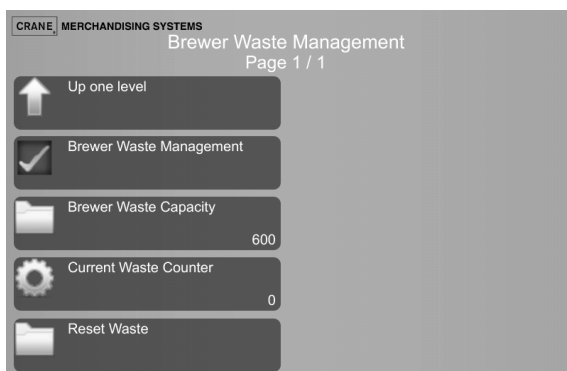 CRANE® MERCHANDISING SYSTEMS
Brewer Waste Management
Page 1 / 1
Up one level
Brewer Waste Management
Brewer Waste Capacity
600
Current Waste Counter
0
Reset Waste